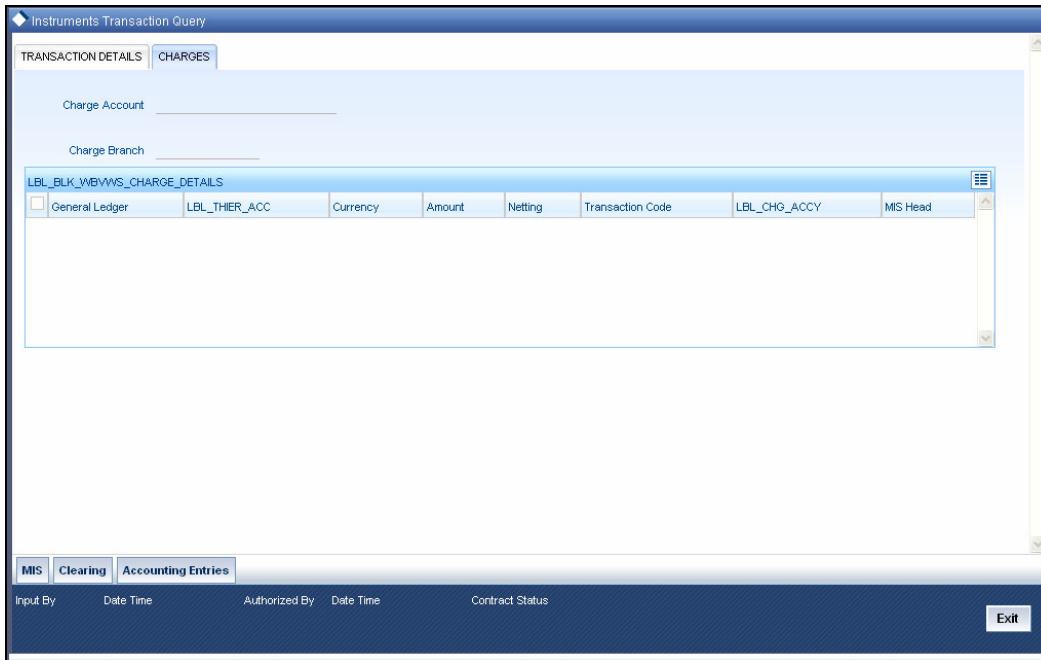 Instruments Transaction Query
TRANSACTION DETAILS CHARGES
Charge Account
Charge Branch
LBL_BLK_WBVWS_CHARGE_DETAILS
General Ledger LBL_THIER_ACC Currency Amount Netting Transaction Code LBL_CHG_ACCY MIS Head
MIS Clearing Accounting Entries
Input By Date Time Authorized By Date Time Contract Status
Exit